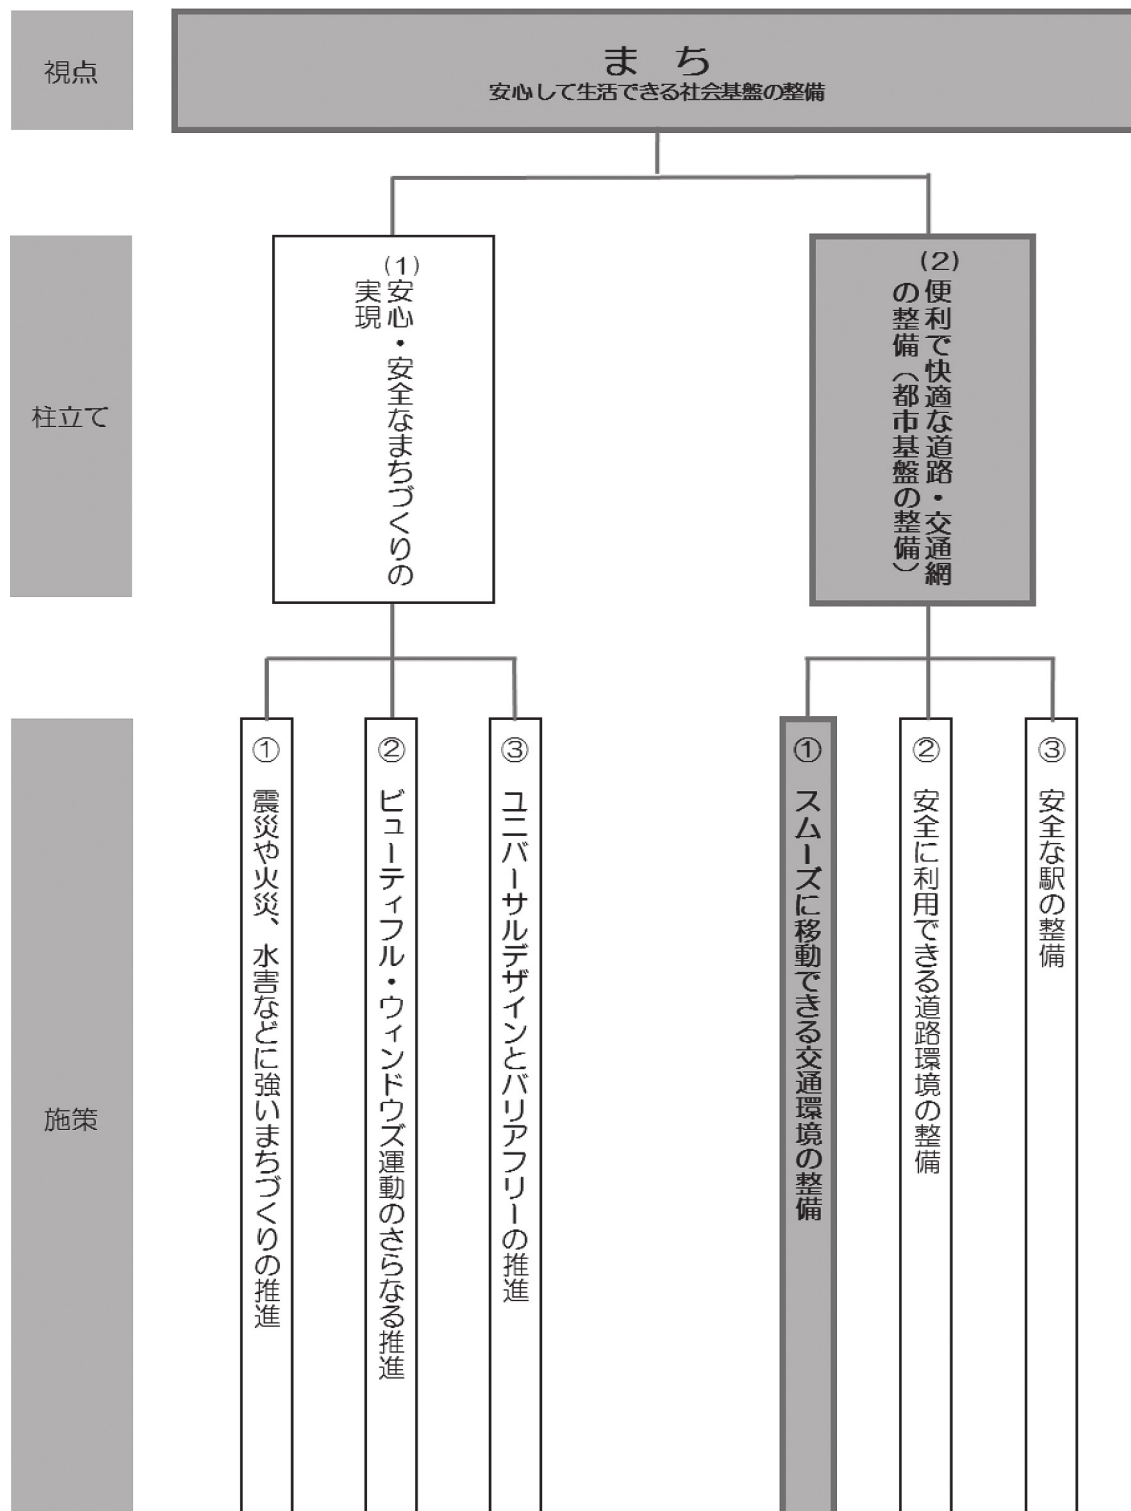 視点
まち
安心して生活できる社会基盤の整備
柱立て
(1)
安心・安全なまちづくりの
実現
(2)
便利で快適な道路・交通網
の整備（都市基盤の整備）
施策
① 震災や火災、水害などに強いまちづくりの推進
② ビューティフル・ウィンドウズ運動のさらなる推進
③ ユニバーサルデザインとバリアフリーの推進
① スムーズに移動できる交通環境の整備
② 安全に利用できる道路環境の整備
③ 安全な駅の整備